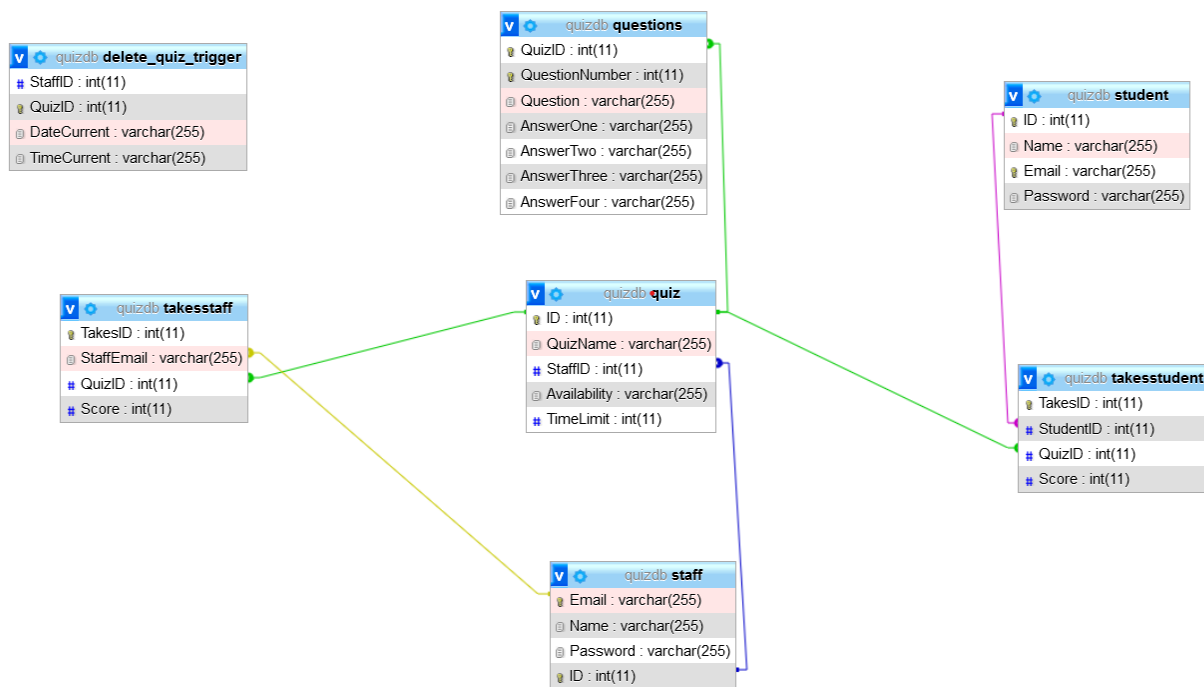 v quizdb delete_quiz_trigger
# StaffID : int(11)
QuizID : int(11)
DateCurrent : varchar(255)
TimeCurrent : varchar(255)
v quizdb questions
QuizID : int(11)
QuestionNumber : int(11)
Question : varchar(255)
AnswerOne : varchar(255)
AnswerTwo : varchar(255)
AnswerThree : varchar(255)
AnswerFour : varchar(255)
v quizdb student
ID : int(11)
Name : varchar(255)
Email : varchar(255)
Password : varchar(255)
v quizdb takesstaff
TakesID : int(11)
StaffEmail : varchar(255)
# QuizID : int(11)
# Score : int(11)
v quizdb quiz
ID : int(11)
QuizName : varchar(255)
# StaffID : int(11)
Availability : varchar(255)
# TimeLimit : int(11)
v quizdb takesstudent
TakesID : int(11)
# StudentID : int(11)
# QuizID : int(11)
# Score : int(11)
v quizdb staff
Email : varchar(255)
Name : varchar(255)
Password : varchar(255)
ID : int(11)